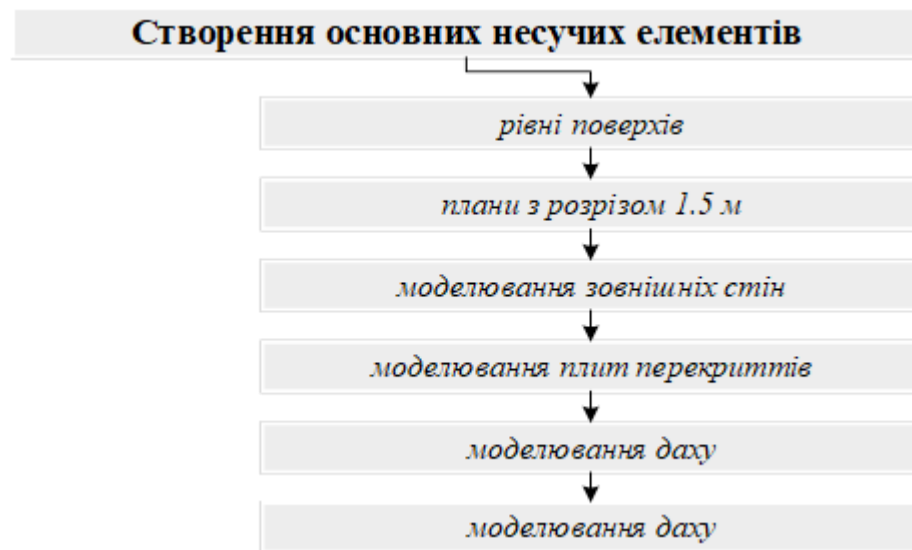 Створення основних несучих елементів
рівні поверхів
плани з розрізом 1.5 м
моделювання зовнішніх стін
моделювання плит перекриттів
моделювання даху
моделювання даху